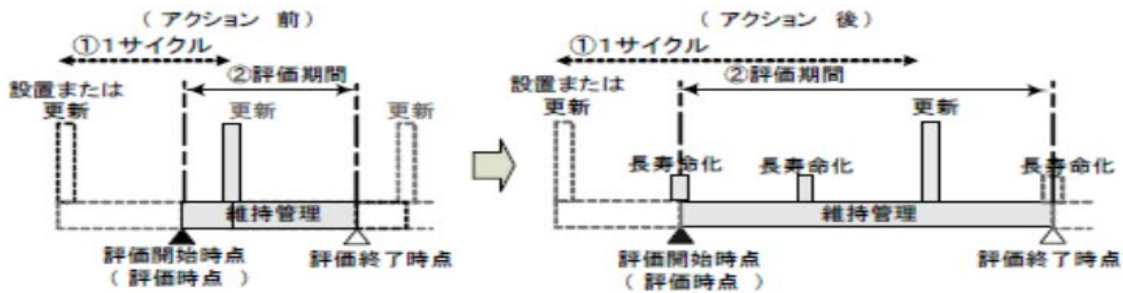 （ アクション 前 ）
①1サイクル
②評価期間
設置または
更新
更新
更新
維持管理
評価開始時点
（ 評価時点 ）
評価終了時点
（ アクション 後 ）
①1サイクル
②評価期間
設置または
更新
更新
長寿命化
長寿命化
長寿命化
維持管理
評価開始時点
（ 評価時点 ）
評価終了時点